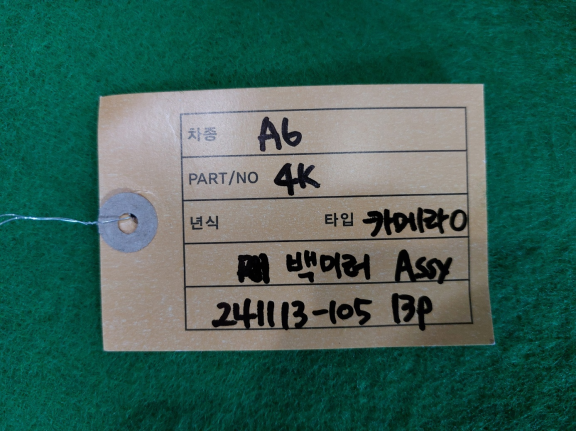 차종 A6
PART/NO 4K
년식 타입 카메라O
백미러 Assy
241113-105 13P